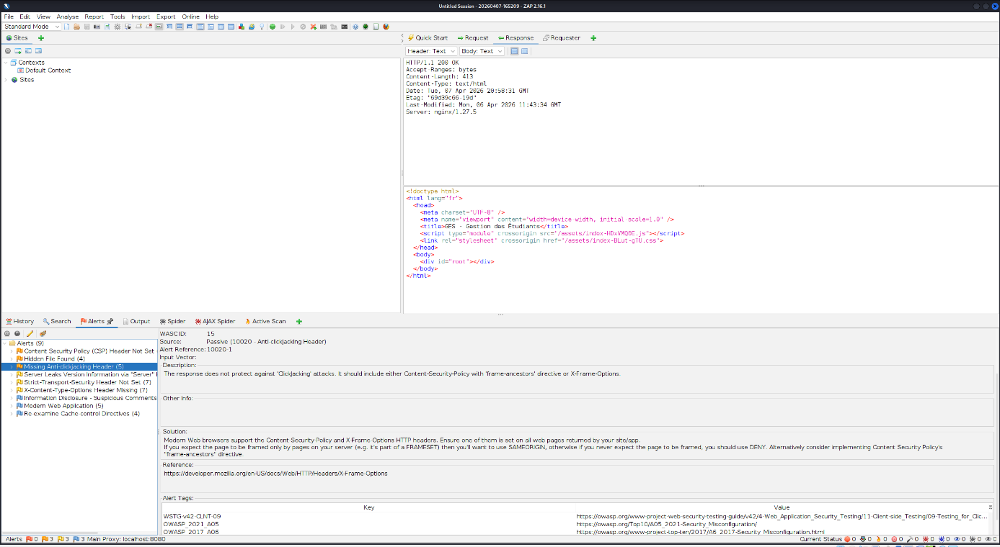 Untitled Session - 20260407-165209 - ZAP 2.16.1
File Edit View Analyse Report Tools Import Export Online Help
Standard Mode
Sites
Quick Start Request Response Requester
Header: Text Body: Text
Contexts
Default Context
Sites
HTTP/1.1 200 OK
Accept-Ranges: bytes
Content-Length: 413
Content-Type: text/html
Date: Tue, 07 Apr 2026 20:58:31 GMT
Etag: "69d39c66-19d"
Last-Modified: Mon, 06 Apr 2026 11:43:34 GMT
Server: nginx/1.27.5
<!doctype html>
<html lang="fr">
<head>
<meta charset="UTF-8" />
<meta name="viewport" content="width=device-width, initial-scale=1.0" />
<title>GES - Gestion des Étudiants</title>
<script type="module" crossorigin src="/assets/index-HDxVMQ0E.js"></script>
<link rel="stylesheet" crossorigin href="/assets/index-BLut-gTU.css">
</head>
<body>
<div id="root"></div>
</body>
</html>
History Search Alerts Output Spider AJAX Spider Active Scan
Alerts (9)
Content Security Policy (CSP) Header Not Set
Hidden File Found (4)
Missing Anti-clickjacking Header (5)
Server Leaks Version Information via "Server"
Strict-Transport-Security Header Not Set (7)
X-Content-Type-Options Header Missing (7)
Information Disclosure - Suspicious Comments
Modern Web Application (5)
Re-examine Cache-control Directives (4)
WASC ID: 15
Source: Passive (10020 - Anti-clickjacking Header)
Alert Reference: 10020-1
Input Vector:
Description:
The response does not protect against 'ClickJacking' attacks. It should include either Content-Security-Policy with 'frame-ancestors' directive or X-Frame-Options.
Other Info:
Solution:
Modern Web browsers support the Content-Security-Policy and X-Frame-Options HTTP headers. Ensure one of them is set on all web pages returned by your site/app.
If you expect the page to be framed only by pages on your server (e.g. it's part of a FRAMESET) then you'll want to use SAMEORIGIN, otherwise if you never expect the page to be framed, you should use DENY. Alternatively consider implementing Content Security Policy's
"frame-ancestors" directive.
Reference:
https://developer.mozilla.org/en-US/docs/Web/HTTP/Headers/X-Frame-Options
Alert Tags:
Key Value
WSTG-v42-CLNT-09 https://owasp.org/www-project-web-security-testing-guide/v42/4-Web_Application_Security_Testing/11-Client-side_Testing/09-Testing_for_Clic...
OWASP_2021_A05 https://owasp.org/Top10/A05_2021-Security_Misconfiguration/
OWASP_2017_A06 https://owasp.org/www-project-top-ten/2017/A6_2017-Security_Misconfiguration.html
Alerts 0 3 3 3 Main Proxy: localhost:8080
Current Status 0 0 0 0 0 0 0 0 0 0